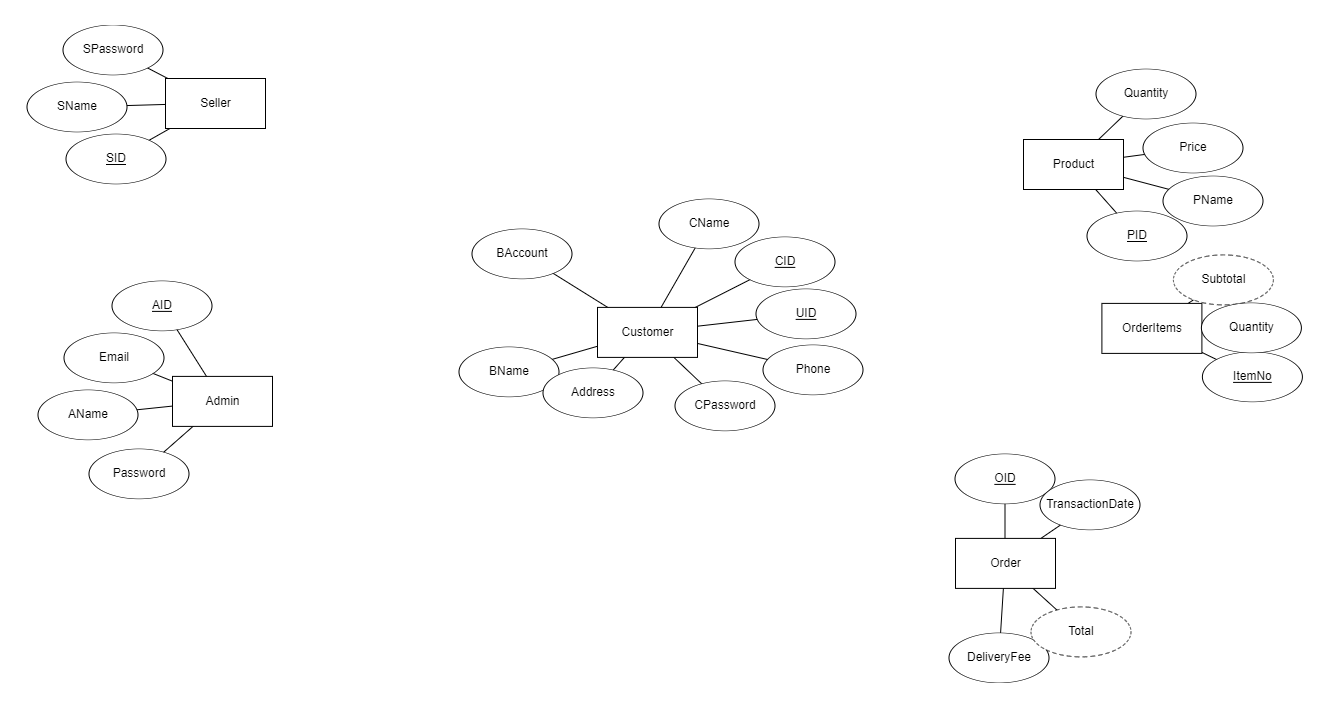 SPassword
SName
Seller
SID
Quantity
Price
Product
PName
PID
CName
BAccount
CID
UID
Customer
Phone
BName
Address
CPassword
Subtotal
OrderItems
Quantity
ItemNo
AID
Email
AName
Admin
Password
OID
TransactionDate
Order
Total
DeliveryFee